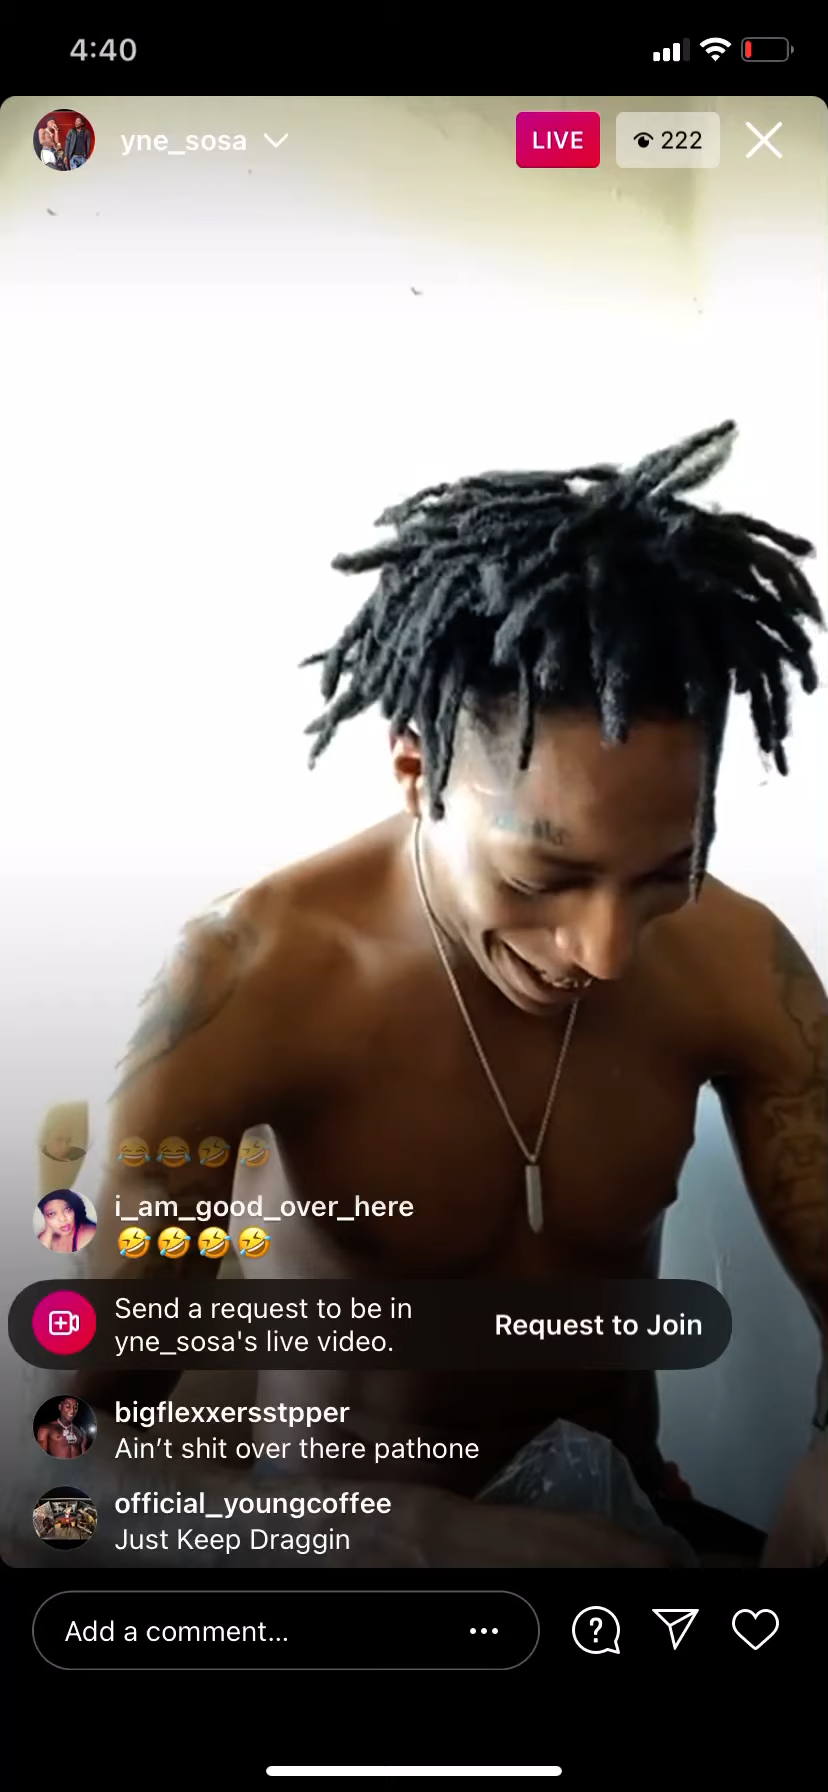 4:40
yne_sosa
LIVE
222
😂😂🤣🤣
i_am_good_over_here
🤣🤣🤣🤣
Send a request to be in
yne_sosa's live video.
Request to Join
bigflexxersstpper
Ain’t shit over there pathone
official_youngcoffee
Just Keep Draggin
Add a comment...